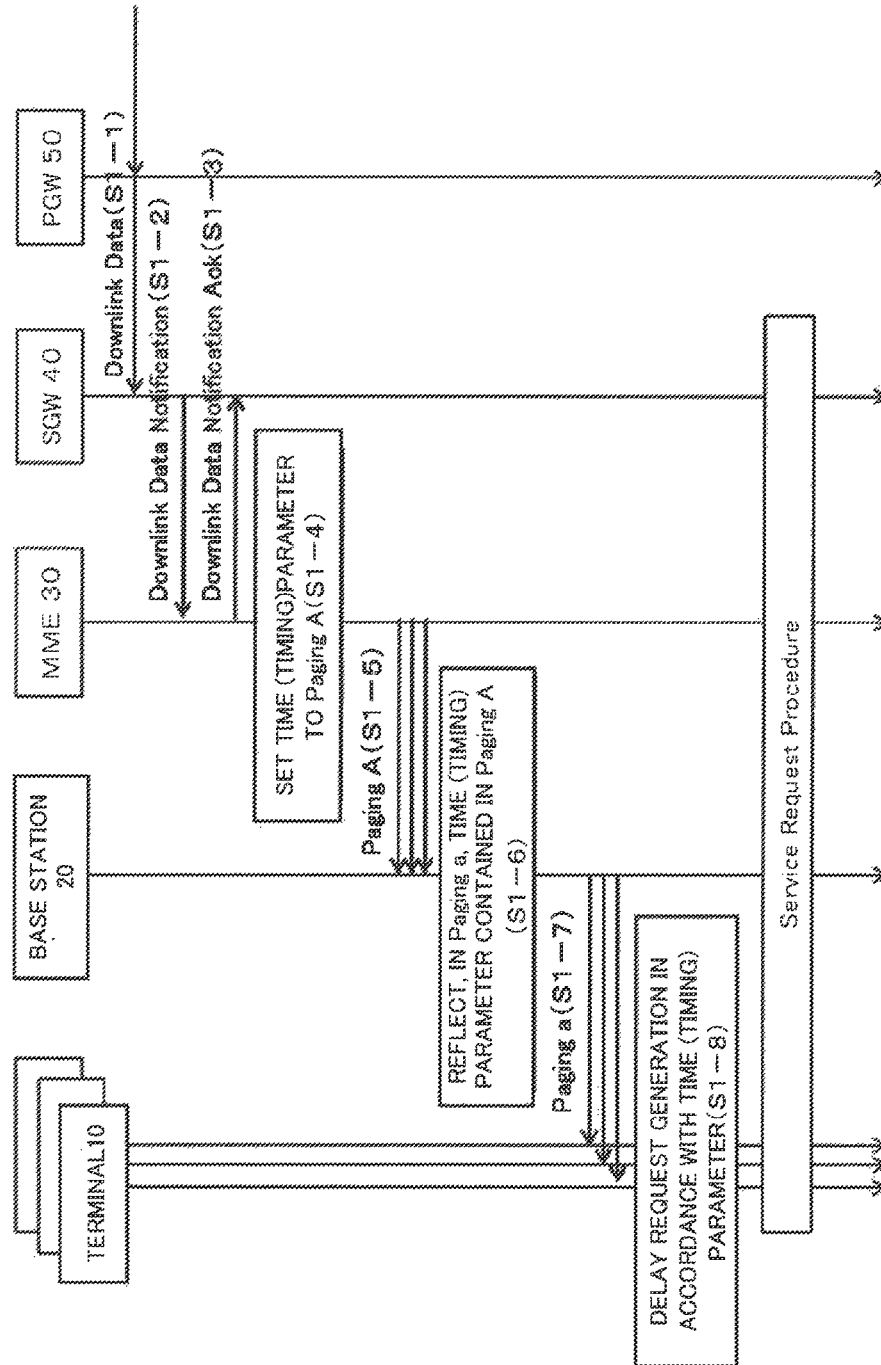 TERMINAL10
BASE STATION
20
MME 30
SGW 40
PGW 50
Downlink Data(S1-1)
Downlink Data Notification(S1-2)
Downlink Data Notification Ack(S1-3)
SET TIME (TIMING)PARAMETER
TO Paging A(S1-4)
Paging A(S1-5)
REFLECT, IN Paging a, TIME (TIMING)
PARAMETER CONTAINED IN Paging A
(S1-6)
Paging a(S1-7)
DELAY REQUEST GENERATION IN
ACCORDANCE WITH TIME (TIMING)
PARAMETER(S1-8)
Service Request Procedure